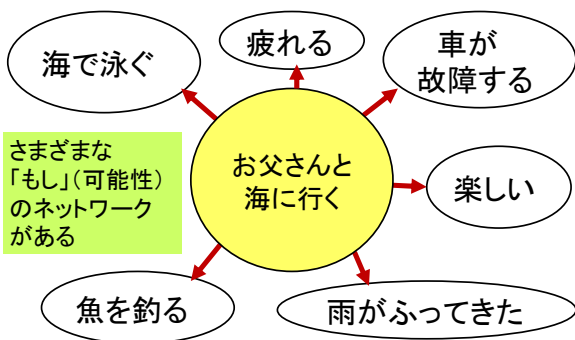 疲れる
海で泳ぐ
車が
故障する
さまざまな
「もし」(可能性)
のネットワーク
がある
お父さんと
海に行く
楽しい
魚を釣る
雨がふってきた